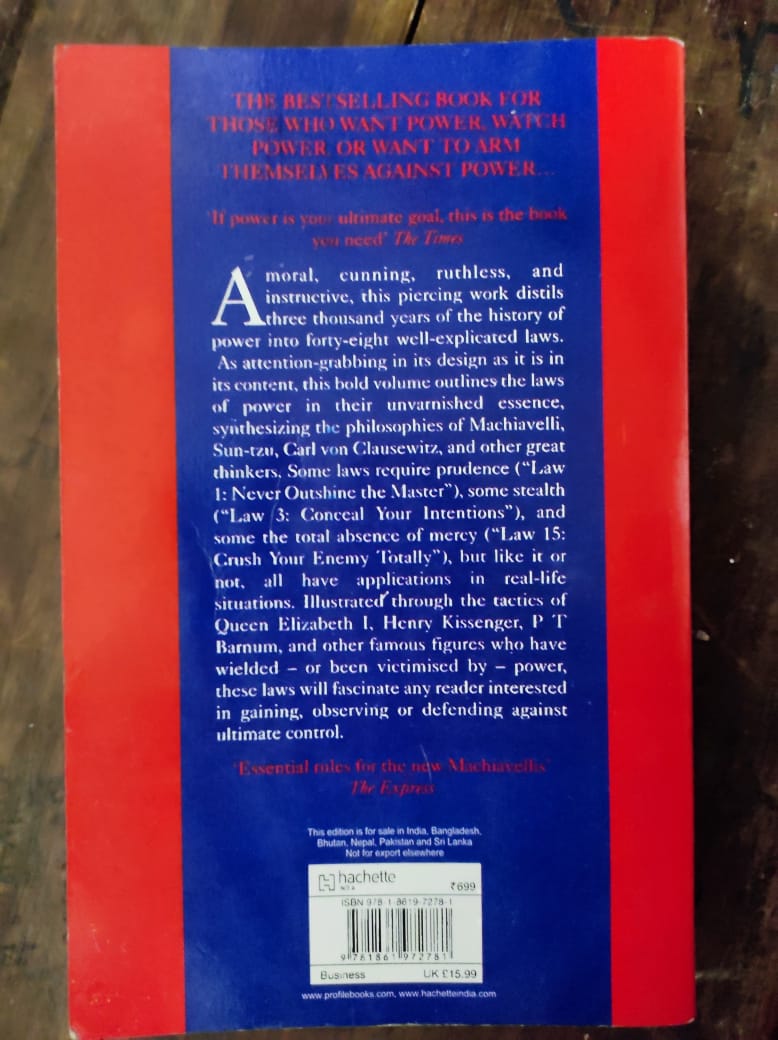 THE BESTSELLING BOOK FOR
THOSE WHO WANT POWER, WATCH
POWER, OR WANT TO ARM
THEMSELVES AGAINST POWER...
'If power is your ultimate goal, this is the book
you need' The Times
Amoral, cunning, ruthless, and
instructive, this piercing work distils
three thousand years of the history of
power into forty-eight well-explicated laws.
As attention-grabbing in its design as it is in
its content, this bold volume outlines the laws
of power in their unvarnished essence,
synthesizing the philosophies of Machiavelli,
Sun-tzu, Carl von Clausewitz, and other great
thinkers. Some laws require prudence (“Law
1: Never Outshine the Master”), some stealth
(“Law 3: Conceal Your Intentions”), and
some the total absence of mercy (“Law 15:
Crush Your Enemy Totally”), but like it or
not, all have applications in real-life
situations. Illustrated through the tactics of
Queen Elizabeth I, Henry Kissenger, P T
Barnum, and other famous figures who have
wielded – or been victimised by – power,
these laws will fascinate any reader interested
in gaining, observing or defending against
ultimate control.
'Essential rules for the new Machiavellis'
The Express
This edition is for sale in India, Bangladesh,
Bhutan, Nepal, Pakistan and Sri Lanka
Not for export elsewhere
hachette
INDIA
₹699
ISBN 978-1-8619-7278-1
9 781861 972781
Business UK £15.99
www.profilebooks.com, www.hachetteindia.com